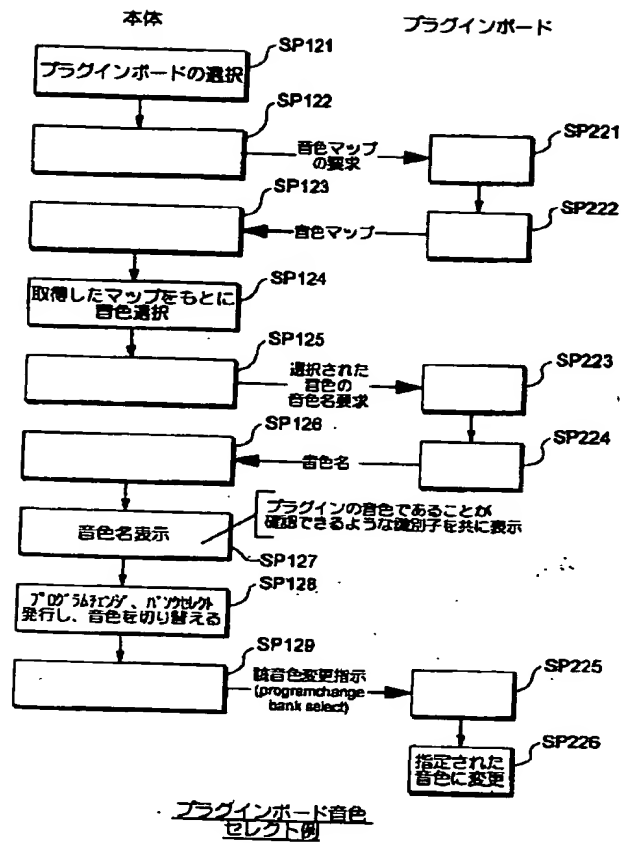 本体
プラグインボード
SP121
プラグインボードの選択
SP122
音色マップ
の要求
SP221
SP123
SP222
音色マップ
SP124
取得したマップをもとに
音色選択
SP125
選択された
音色の
音色名要求
SP223
SP126
SP224
音色名
音色名表示
プラグインの音色であることが
確認できるような識別子を共に表示
SP127
SP128
プログラムチェンジ、バンクセレクト
発行し、音色を切り替える
SP129
該音色変更指示
(programchange
bank select)
SP225
SP226
指定された
音色に変更
プラグインボード音色
セレクト例